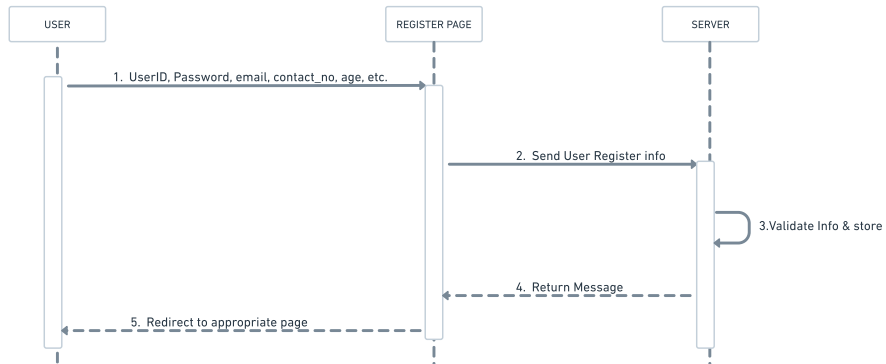 USER
REGISTER PAGE
SERVER
1. UserID, Password, email, contact_no, age, etc.
2. Send User Register info
3.Validate Info & store
4. Return Message
5. Redirect to appropriate page